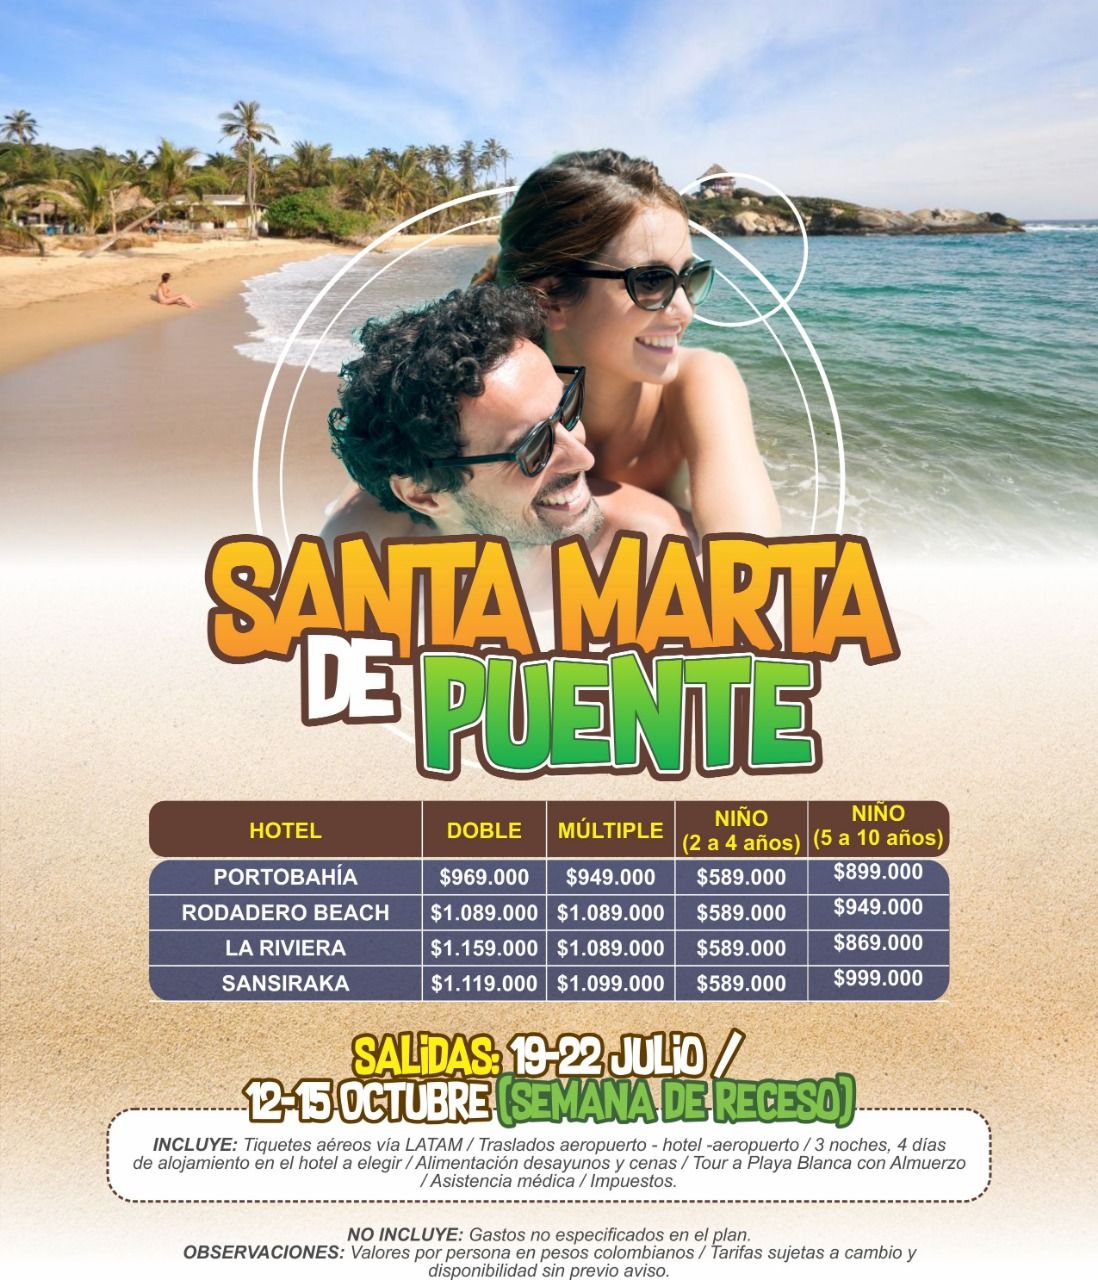 SANTA MARTA
DE PUENTE
HOTEL DOBLE MÚLTIPLE NIÑO (2 a 4 años) NIÑO (5 a 10 años)
PORTOBAHÍA $969.000 $949.000 $589.000 $899.000
RODADERO BEACH $1.089.000 $1.089.000 $589.000 $949.000
LA RIVIERA $1.159.000 $1.089.000 $589.000 $869.000
SANSIRAKA $1.119.000 $1.099.000 $589.000 $999.000
SALIDAS: 19-22 JULIO /
12-15 OCTUBRE (SEMANA DE RECESO)
INCLUYE: Tiquetes aéreos vía LATAM / Traslados aeropuerto - hotel -aeropuerto / 3 noches, 4 días
de alojamiento en el hotel a elegir / Alimentación desayunos y cenas / Tour a Playa Blanca con Almuerzo
/ Asistencia médica / Impuestos.
NO INCLUYE: Gastos no especificados en el plan.
OBSERVACIONES: Valores por persona en pesos colombianos / Tarifas sujetas a cambio y
disponibilidad sin previo aviso.